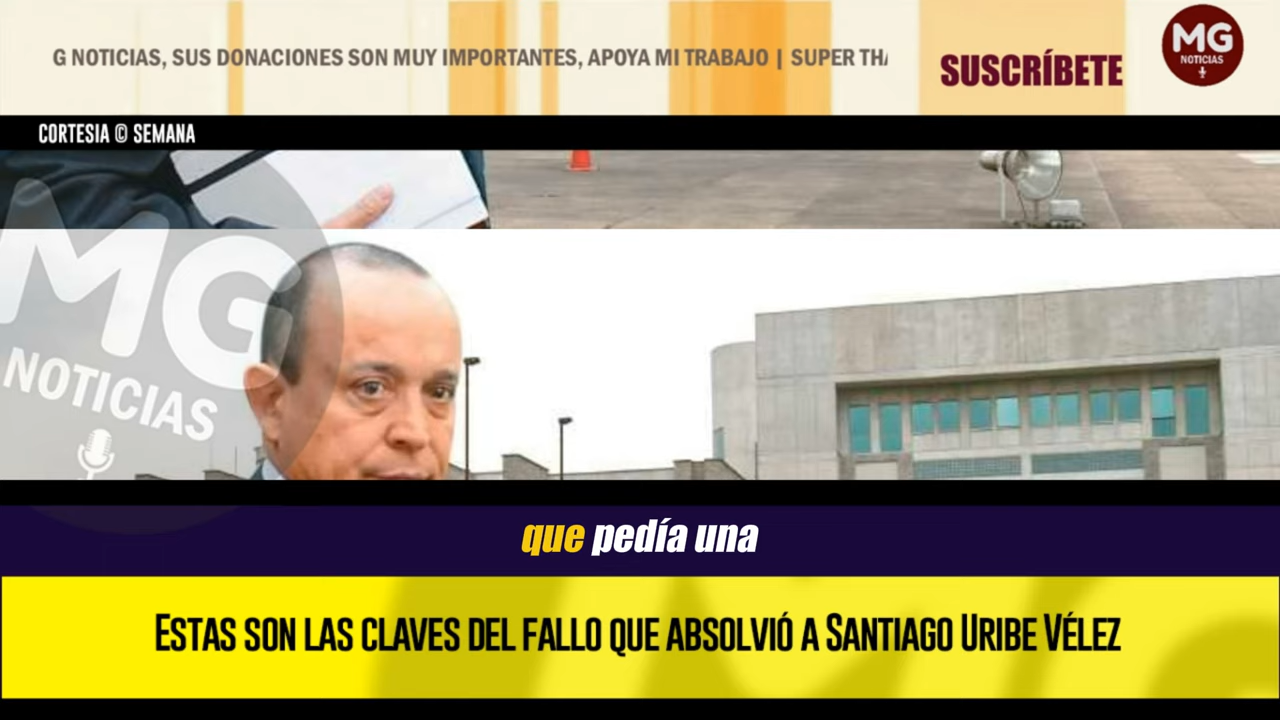 G NOTICIAS, SUS DONACIONES SON MUY IMPORTANTES, APOYA MI TRABAJO | SUPER THA
SUSCRÍBETE
MG
NOTICIAS
CORTESIA © SEMANA
MG
NOTICIAS
que pedía una
ESTAS SON LAS CLAVES DEL FALLO QUE ABSOLVIÓ A SANTIAGO URIBE VÉLEZ